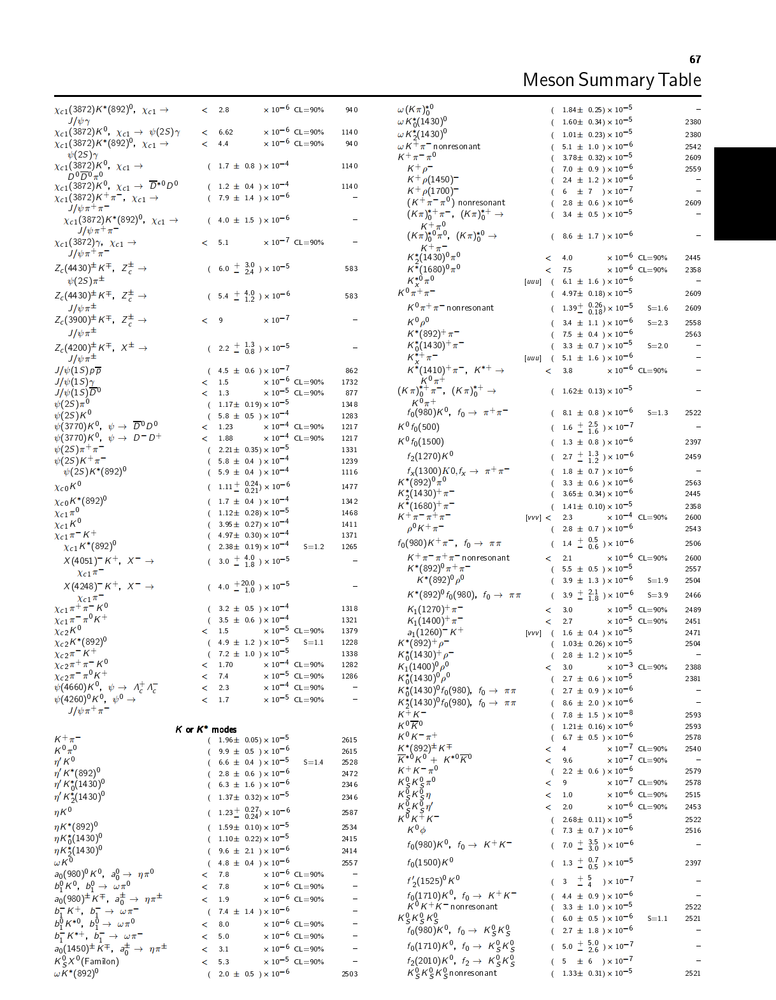 67
Meson Summary Table
χc1(3872)K*(892)⁰, χc1 → < 2.8 ×10⁻⁶ CL=90% 940
J/ψγ
χc1(3872)K⁰, χc1 → ψ(2S)γ < 6.62 ×10⁻⁶ CL=90% 1140
χc1(3872)K*(892)⁰, χc1 → < 4.4 ×10⁻⁶ CL=90% 940
ψ(2S)γ
χc1(3872)K⁰, χc1 → ( 1.7 ± 0.8 ) ×10⁻⁴ 1140
D⁰D̅⁰π⁰
χc1(3872)K⁰, χc1 → D̅*⁰D⁰ ( 1.2 ± 0.4 ) ×10⁻⁴ 1140
χc1(3872)K⁺π⁻, χc1 → ( 7.9 ± 1.4 ) ×10⁻⁶ –
J/ψπ⁺π⁻
χc1(3872)K*(892)⁰, χc1 → ( 4.0 ± 1.5 ) ×10⁻⁶ –
J/ψπ⁺π⁻
χc1(3872)γ, χc1 → < 5.1 ×10⁻⁷ CL=90% –
J/ψπ⁺π⁻
Zc(4430)±K∓, Zc± → ( 6.0 +3.0 −2.4 ) ×10⁻⁵ 583
ψ(2S)π±
Zc(4430)±K∓, Zc± → ( 5.4 +4.0 −1.2 ) ×10⁻⁶ 583
J/ψπ±
Zc(3900)±K∓, Zc± → < 9 ×10⁻⁷ –
J/ψπ±
Zc(4200)±K∓, X± → ( 2.2 +1.3 −0.8 ) ×10⁻⁵ –
J/ψπ±
J/ψ(1S)pp̅ ( 4.5 ± 0.6 ) ×10⁻⁷ 862
J/ψ(1S)γ < 1.5 ×10⁻⁶ CL=90% 1732
J/ψ(1S)D̅⁰ < 1.3 ×10⁻⁵ CL=90% 877
ψ(2S)π⁰ ( 1.17± 0.19) ×10⁻⁵ 1348
ψ(2S)K⁰ ( 5.8 ± 0.5 ) ×10⁻⁴ 1283
ψ(3770)K⁰, ψ → D̅⁰D⁰ < 1.23 ×10⁻⁴ CL=90% 1217
ψ(3770)K⁰, ψ → D⁻D⁺ < 1.88 ×10⁻⁴ CL=90% 1217
ψ(2S)π⁺π⁻ ( 2.21± 0.35) ×10⁻⁵ 1331
ψ(2S)K⁺π⁻ ( 5.8 ± 0.4 ) ×10⁻⁴ 1239
ψ(2S)K*(892)⁰ ( 5.9 ± 0.4 ) ×10⁻⁴ 1116
χc0K⁰ ( 1.11 +0.24 −0.21) ×10⁻⁶ 1477
χc0K*(892)⁰ ( 1.7 ± 0.4 ) ×10⁻⁴ 1342
χc1π⁰ ( 1.12± 0.28) ×10⁻⁵ 1468
χc1K⁰ ( 3.95± 0.27) ×10⁻⁴ 1411
χc1π⁻K⁺ ( 4.97± 0.30) ×10⁻⁴ 1371
χc1K*(892)⁰ ( 2.38± 0.19) ×10⁻⁴ S=1.2 1265
X(4051)⁻K⁺, X⁻ → ( 3.0 +4.0 −1.8 ) ×10⁻⁵ –
χc1π⁻
X(4248)⁻K⁺, X⁻ → ( 4.0 +20.0 −1.0 ) ×10⁻⁵ –
χc1π⁻
χc1π⁺π⁻K⁰ ( 3.2 ± 0.5 ) ×10⁻⁴ 1318
χc1π⁻π⁰K⁺ ( 3.5 ± 0.6 ) ×10⁻⁴ 1321
χc2K⁰ < 1.5 ×10⁻⁵ CL=90% 1379
χc2K*(892)⁰ ( 4.9 ± 1.2 ) ×10⁻⁵ S=1.1 1228
χc2π⁻K⁺ ( 7.2 ± 1.0 ) ×10⁻⁵ 1338
χc2π⁺π⁻K⁰ < 1.70 ×10⁻⁴ CL=90% 1282
χc2π⁻π⁰K⁺ < 7.4 ×10⁻⁵ CL=90% 1286
ψ(4660)K⁰, ψ → Λc⁺Λc⁻ < 2.3 ×10⁻⁴ CL=90% –
ψ(4260)⁰K⁰, ψ⁰ → < 1.7 ×10⁻⁵ CL=90% –
J/ψπ⁺π⁻
K or K* modes
K⁺π⁻ ( 1.96± 0.05) ×10⁻⁵ 2615
K⁰π⁰ ( 9.9 ± 0.5 ) ×10⁻⁶ 2615
η′K⁰ ( 6.6 ± 0.4 ) ×10⁻⁵ S=1.4 2528
η′K*(892)⁰ ( 2.8 ± 0.6 ) ×10⁻⁶ 2472
η′K*0(1430)⁰ ( 6.3 ± 1.6 ) ×10⁻⁶ 2346
η′K*2(1430)⁰ ( 1.37± 0.32) ×10⁻⁵ 2346
ηK⁰ ( 1.23 +0.27 −0.24) ×10⁻⁶ 2587
ηK*(892)⁰ ( 1.59± 0.10) ×10⁻⁵ 2534
ηK*0(1430)⁰ ( 1.10± 0.22) ×10⁻⁵ 2415
ηK*2(1430)⁰ ( 9.6 ± 2.1 ) ×10⁻⁶ 2414
ωK⁰ ( 4.8 ± 0.4 ) ×10⁻⁶ 2557
a0(980)⁰K⁰, a0⁰ → ηπ⁰ < 7.8 ×10⁻⁶ CL=90% –
b1⁰K⁰, b1⁰ → ωπ⁰ < 7.8 ×10⁻⁶ CL=90% –
a0(980)±K∓, a0± → ηπ± < 1.9 ×10⁻⁶ CL=90% –
b1⁻K⁺, b1⁻ → ωπ⁻ ( 7.4 ± 1.4 ) ×10⁻⁶ –
b1⁰K*⁰, b1⁰ → ωπ⁰ < 8.0 ×10⁻⁶ CL=90% –
b1⁻K*⁺, b1⁻ → ωπ⁻ < 5.0 ×10⁻⁶ CL=90% –
a0(1450)±K∓, a0± → ηπ± < 3.1 ×10⁻⁶ CL=90% –
K⁰S X⁰(Familon) < 5.3 ×10⁻⁵ CL=90% –
ωK*(892)⁰ ( 2.0 ± 0.5 ) ×10⁻⁶ 2503
ω(Kπ)*0⁰ ( 1.84± 0.25) ×10⁻⁵ –
ωK*0(1430)⁰ ( 1.60± 0.34) ×10⁻⁵ 2380
ωK*2(1430)⁰ ( 1.01± 0.23) ×10⁻⁵ 2380
ωK⁺π⁻ nonresonant ( 5.1 ± 1.0 ) ×10⁻⁶ 2542
K⁺π⁻π⁰ ( 3.78± 0.32) ×10⁻⁵ 2609
K⁺ρ⁻ ( 7.0 ± 0.9 ) ×10⁻⁶ 2559
K⁺ρ(1450)⁻ ( 2.4 ± 1.2 ) ×10⁻⁶ –
K⁺ρ(1700)⁻ ( 6 ± 7 ) ×10⁻⁷ –
(K⁺π⁻π⁰) nonresonant ( 2.8 ± 0.6 ) ×10⁻⁶ 2609
(Kπ)*0⁺π⁻, (Kπ)*0⁺ → ( 3.4 ± 0.5 ) ×10⁻⁵ –
K⁺π⁰
(Kπ)*0⁰π⁰, (Kπ)*0⁰ → ( 8.6 ± 1.7 ) ×10⁻⁶ –
K⁺π⁻
K*2(1430)⁰π⁰ < 4.0 ×10⁻⁶ CL=90% 2445
K*(1680)⁰π⁰ < 7.5 ×10⁻⁶ CL=90% 2358
K*x⁰π⁰ [uuu] ( 6.1 ± 1.6 ) ×10⁻⁶ –
K⁰π⁺π⁻ ( 4.97± 0.18) ×10⁻⁵ 2609
K⁰π⁺π⁻ nonresonant ( 1.39 +0.26 −0.18) ×10⁻⁵ S=1.6 2609
K⁰ρ⁰ ( 3.4 ± 1.1 ) ×10⁻⁶ S=2.3 2558
K*(892)⁺π⁻ ( 7.5 ± 0.4 ) ×10⁻⁶ 2563
K*0(1430)⁺π⁻ ( 3.3 ± 0.7 ) ×10⁻⁵ S=2.0 –
K*x⁺π⁻ [uuu] ( 5.1 ± 1.6 ) ×10⁻⁶ –
K*(1410)⁺π⁻, K*⁺ → < 3.8 ×10⁻⁶ CL=90% –
K⁰π⁺
(Kπ)*0⁺π⁻, (Kπ)*0⁺ → ( 1.62± 0.13) ×10⁻⁵ –
K⁰π⁺
f0(980)K⁰, f0 → π⁺π⁻ ( 8.1 ± 0.8 ) ×10⁻⁶ S=1.3 2522
K⁰f0(500) ( 1.6 +2.5 −1.6 ) ×10⁻⁷ –
K⁰f0(1500) ( 1.3 ± 0.8 ) ×10⁻⁶ 2397
f2(1270)K⁰ ( 2.7 +1.3 −1.2 ) ×10⁻⁶ 2459
fx(1300)K0,fx → π⁺π⁻ ( 1.8 ± 0.7 ) ×10⁻⁶ –
K*(892)⁰π⁰ ( 3.3 ± 0.6 ) ×10⁻⁶ 2563
K*2(1430)⁺π⁻ ( 3.65± 0.34) ×10⁻⁶ 2445
K*(1680)⁺π⁻ ( 1.41± 0.10) ×10⁻⁵ 2358
K⁺π⁻π⁺π⁻ [vvv] < 2.3 ×10⁻⁴ CL=90% 2600
ρ⁰K⁺π⁻ ( 2.8 ± 0.7 ) ×10⁻⁶ 2543
f0(980)K⁺π⁻, f0 → ππ ( 1.4 +0.5 −0.6 ) ×10⁻⁶ 2506
K⁺π⁻π⁺π⁻ nonresonant < 2.1 ×10⁻⁶ CL=90% 2600
K*(892)⁰π⁺π⁻ ( 5.5 ± 0.5 ) ×10⁻⁵ 2557
K*(892)⁰ρ⁰ ( 3.9 ± 1.3 ) ×10⁻⁶ S=1.9 2504
K*(892)⁰f0(980), f0 → ππ ( 3.9 +2.1 −1.8 ) ×10⁻⁶ S=3.9 2466
K1(1270)⁺π⁻ < 3.0 ×10⁻⁵ CL=90% 2489
K1(1400)⁺π⁻ < 2.7 ×10⁻⁵ CL=90% 2451
a1(1260)⁻K⁺ [vvv] ( 1.6 ± 0.4 ) ×10⁻⁵ 2471
K*(892)⁺ρ⁻ ( 1.03± 0.26) ×10⁻⁵ 2504
K*0(1430)⁺ρ⁻ ( 2.8 ± 1.2 ) ×10⁻⁵ –
K1(1400)⁰ρ⁰ < 3.0 ×10⁻³ CL=90% 2388
K*0(1430)⁰ρ⁰ ( 2.7 ± 0.6 ) ×10⁻⁵ 2381
K*0(1430)⁰f0(980), f0 → ππ ( 2.7 ± 0.9 ) ×10⁻⁶ –
K*2(1430)⁰f0(980), f0 → ππ ( 8.6 ± 2.0 ) ×10⁻⁶ –
K⁺K⁻ ( 7.8 ± 1.5 ) ×10⁻⁸ 2593
K⁰K̅⁰ ( 1.21± 0.16) ×10⁻⁶ 2593
K⁰K⁻π⁺ ( 6.7 ± 0.5 ) ×10⁻⁶ 2578
K*(892)±K∓ < 4 ×10⁻⁷ CL=90% 2540
K̅*⁰K⁰ + K*⁰K̅⁰ < 9.6 ×10⁻⁷ CL=90% –
K⁺K⁻π⁰ ( 2.2 ± 0.6 ) ×10⁻⁶ 2579
K⁰S K⁰S π⁰ < 9 ×10⁻⁷ CL=90% 2578
K⁰S K⁰S η < 1.0 ×10⁻⁶ CL=90% 2515
K⁰S K⁰S η′ < 2.0 ×10⁻⁶ CL=90% 2453
K⁰K⁺K⁻ ( 2.68± 0.11) ×10⁻⁵ 2522
K⁰ϕ ( 7.3 ± 0.7 ) ×10⁻⁶ 2516
f0(980)K⁰, f0 → K⁺K⁻ ( 7.0 +3.5 −3.0 ) ×10⁻⁶ –
f0(1500)K⁰ ( 1.3 +0.7 −0.5 ) ×10⁻⁵ 2397
f′2(1525)⁰K⁰ ( 3 +5 −4 ) ×10⁻⁷ –
f0(1710)K⁰, f0 → K⁺K⁻ ( 4.4 ± 0.9 ) ×10⁻⁶ –
K⁰K⁺K⁻ nonresonant ( 3.3 ± 1.0 ) ×10⁻⁵ 2522
K⁰S K⁰S K⁰S ( 6.0 ± 0.5 ) ×10⁻⁶ S=1.1 2521
f0(980)K⁰, f0 → K⁰S K⁰S ( 2.7 ± 1.8 ) ×10⁻⁶ –
f0(1710)K⁰, f0 → K⁰S K⁰S ( 5.0 +5.0 −2.6 ) ×10⁻⁷ –
f2(2010)K⁰, f2 → K⁰S K⁰S ( 5 ± 6 ) ×10⁻⁷ –
K⁰S K⁰S K⁰S nonresonant ( 1.33± 0.31) ×10⁻⁵ 2521